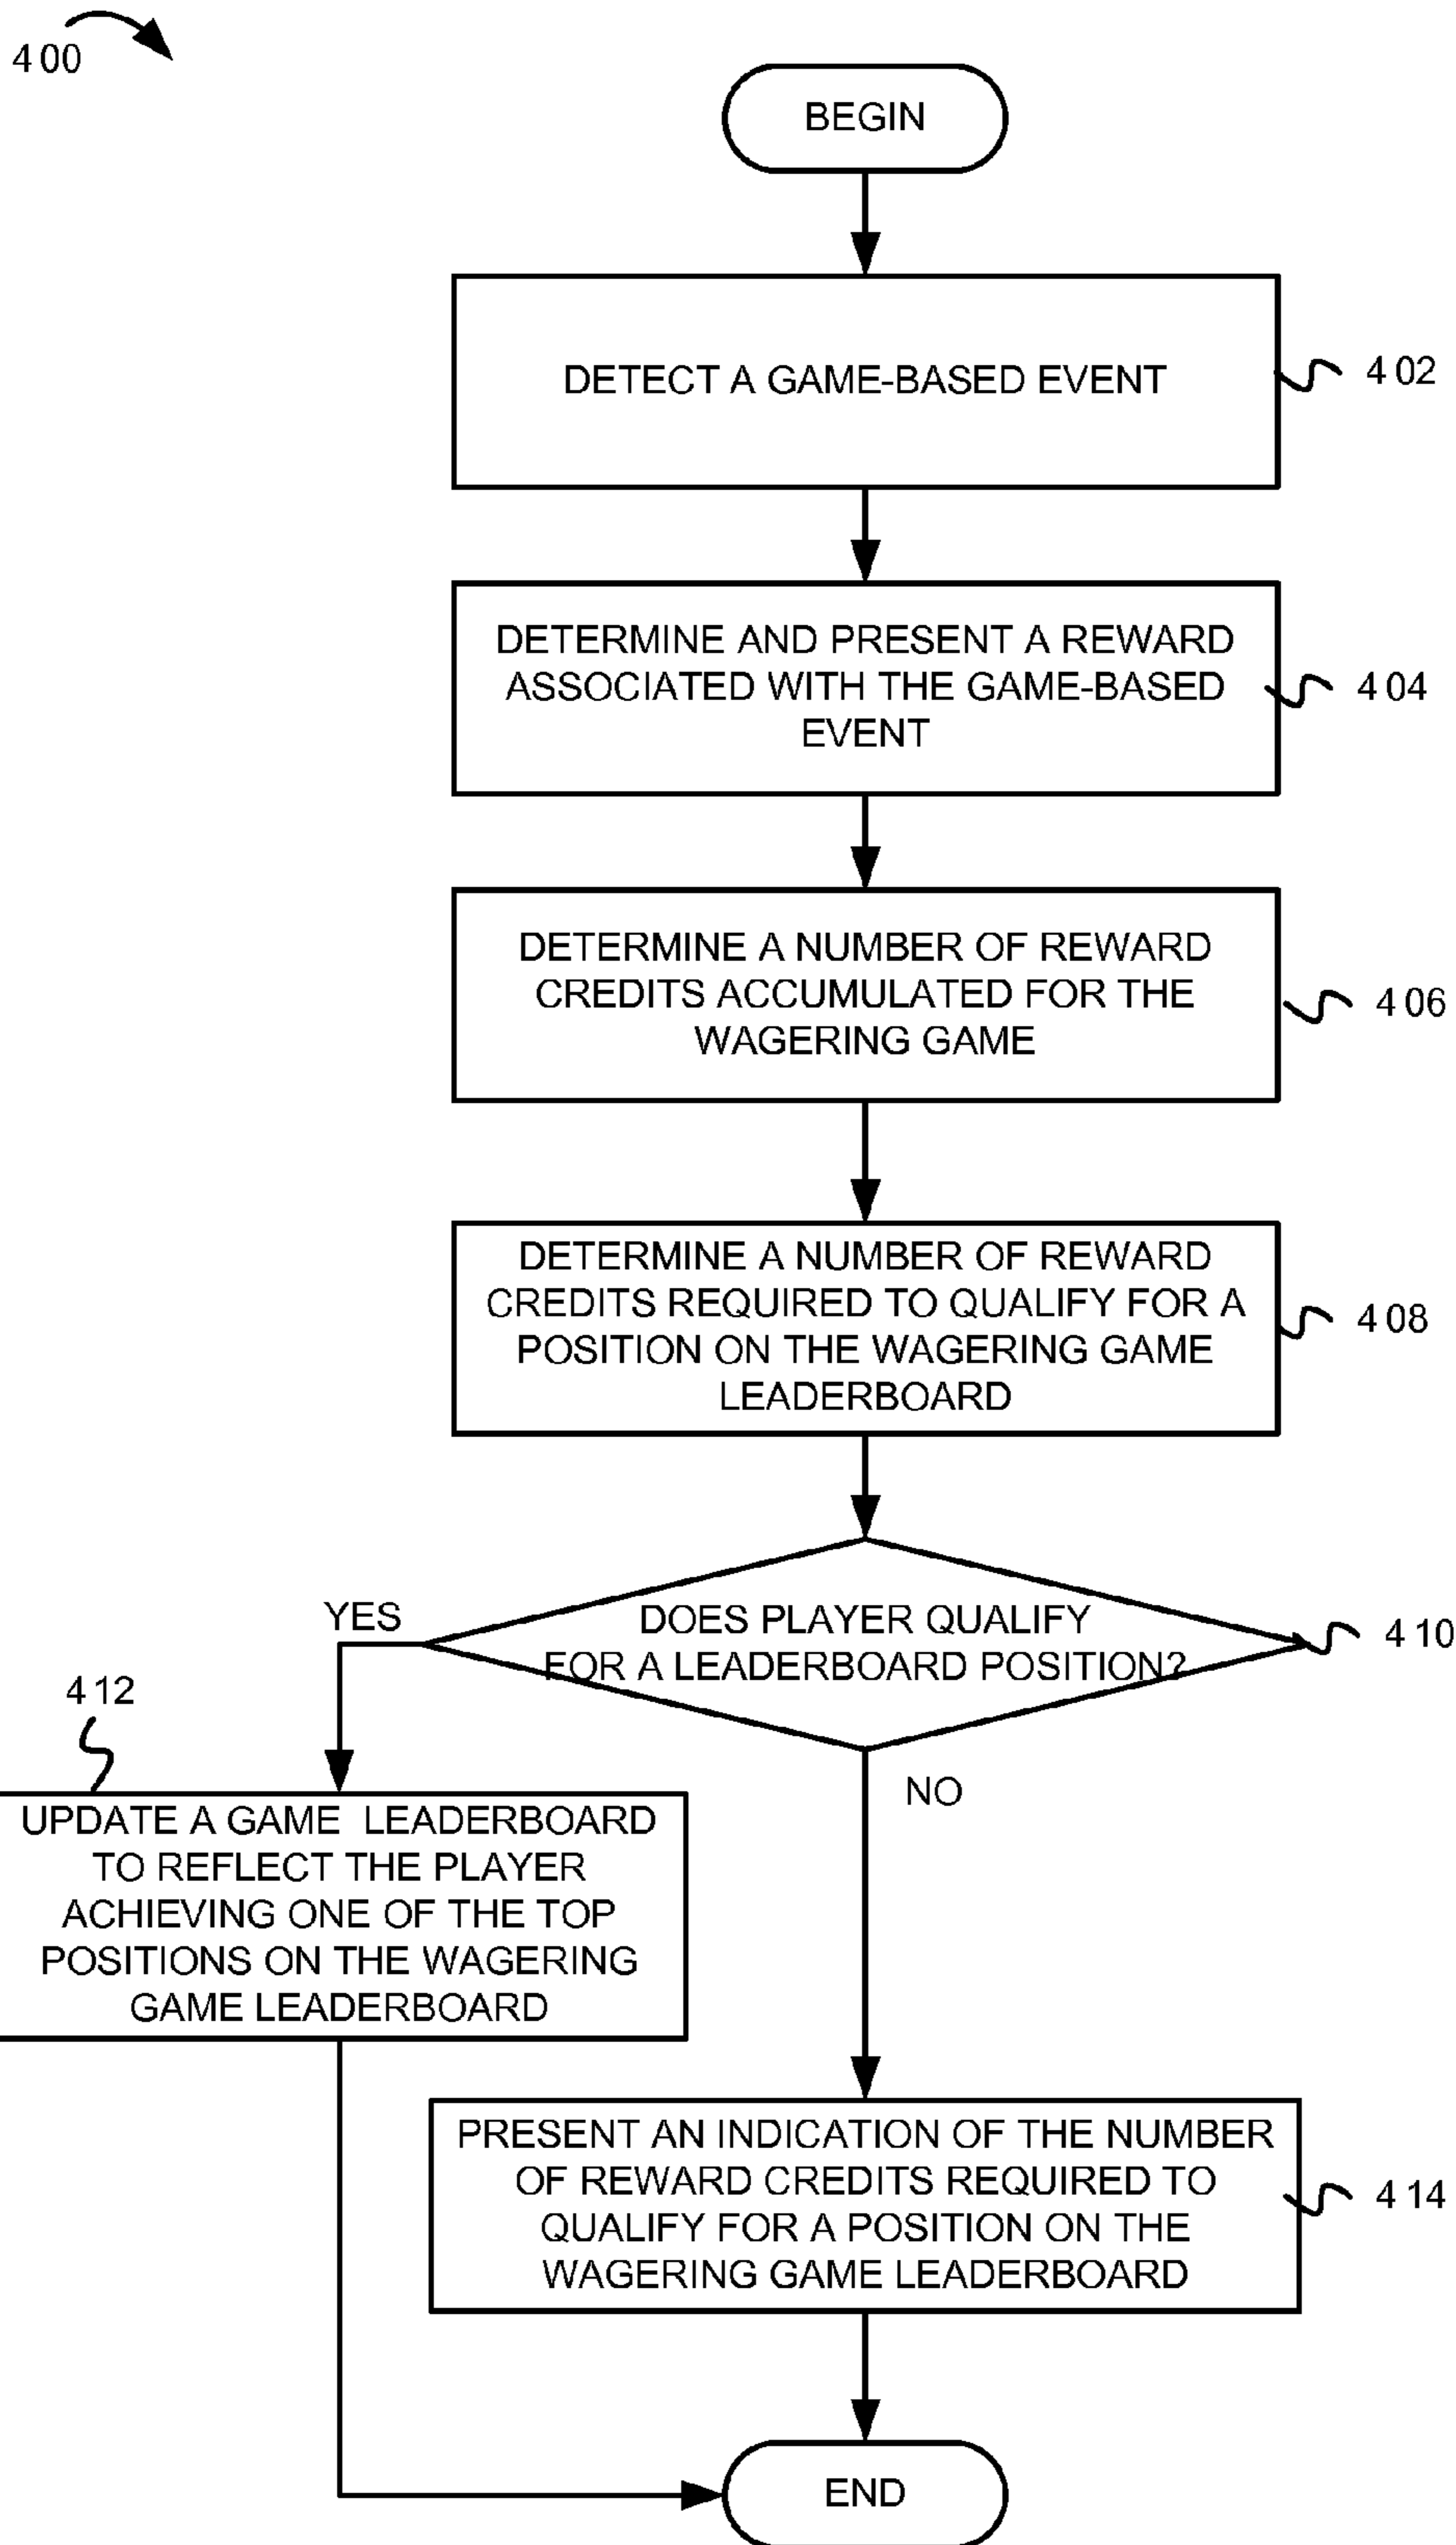 400
BEGIN
DETECT A GAME-BASED EVENT
402
DETERMINE AND PRESENT A REWARD
ASSOCIATED WITH THE GAME-BASED
EVENT
404
DETERMINE A NUMBER OF REWARD
CREDITS ACCUMULATED FOR THE
WAGERING GAME
406
DETERMINE A NUMBER OF REWARD
CREDITS REQUIRED TO QUALIFY FOR A
POSITION ON THE WAGERING GAME
LEADERBOARD
408
DOES PLAYER QUALIFY
FOR A LEADERBOARD POSITION?
410
YES
412
UPDATE A GAME LEADERBOARD
TO REFLECT THE PLAYER
ACHIEVING ONE OF THE TOP
POSITIONS ON THE WAGERING
GAME LEADERBOARD
NO
PRESENT AN INDICATION OF THE NUMBER
OF REWARD CREDITS REQUIRED TO
QUALIFY FOR A POSITION ON THE
WAGERING GAME LEADERBOARD
414
END